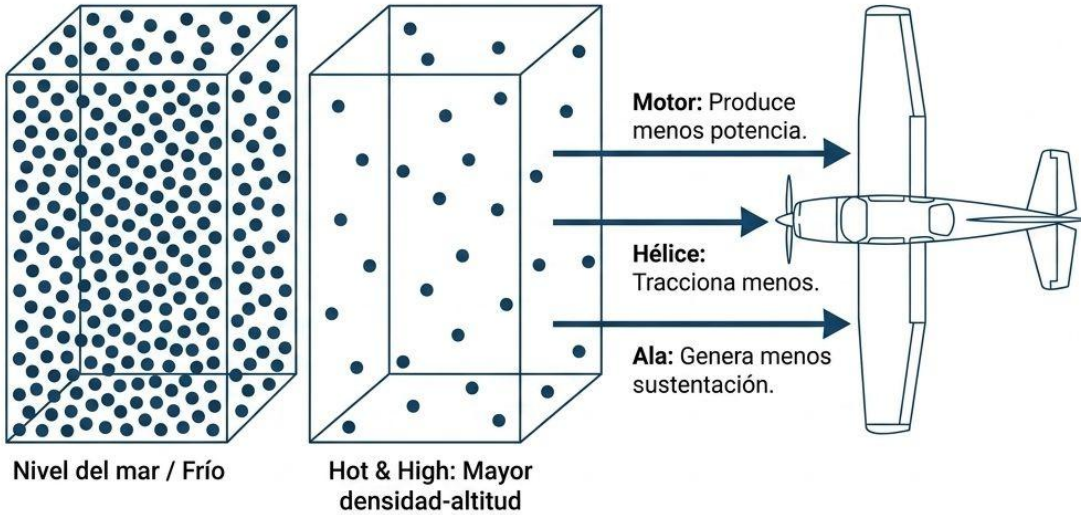 Motor: Produce
menos potencia.
Hélice:
Tracciona menos.
Ala: Genera menos
sustentación.
Nivel del mar / Frío
Hot & High: Mayor
densidad-altitud